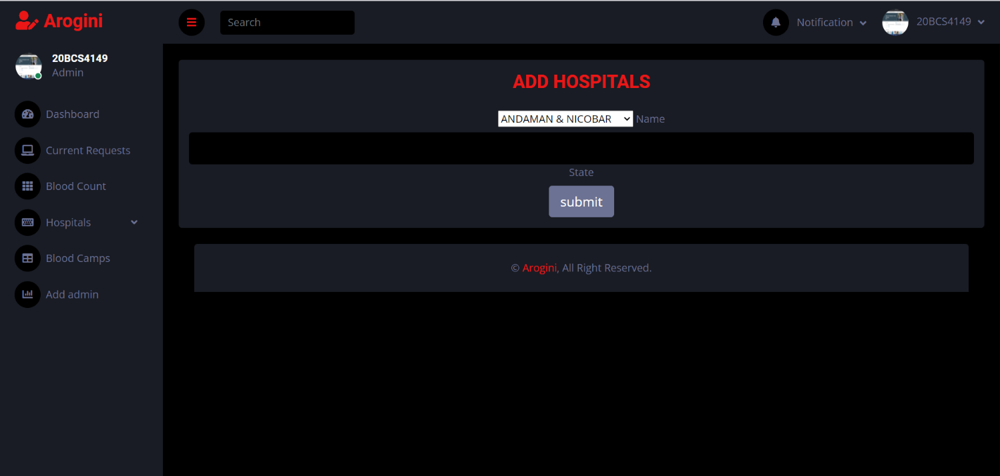 Arogini
Search
Notification
20BCS4149
20BCS4149
Admin
Dashboard
Current Requests
Blood Count
Hospitals
Blood Camps
Add admin
ADD HOSPITALS
ANDAMAN & NICOBAR Name
State
submit
© Arogini, All Right Reserved.